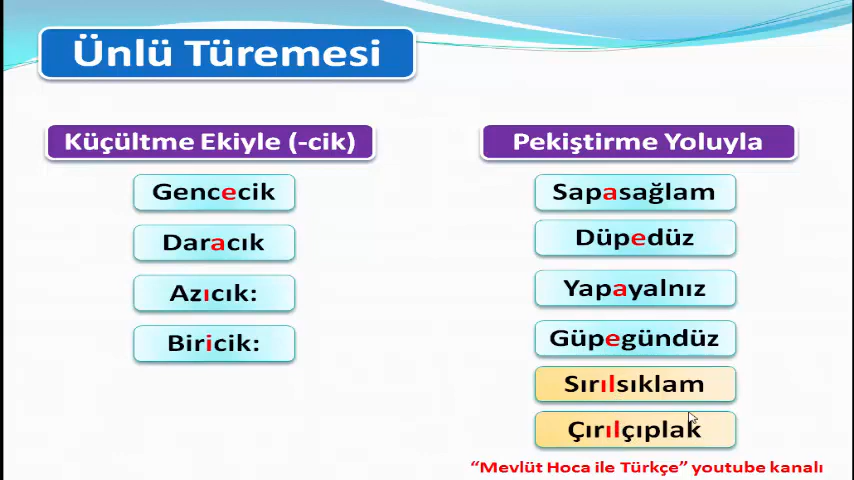 Ünlü Türemesi
Küçültme Ekiyle (-cik)
Gencecik
Daracık
Azıcık:
Biricik:
Pekiştirme Yoluyla
Sapasağlam
Düpedüz
Yapayalnız
Güpegündüz
Sırılsıklam
Çırılçıplak
“Mevlüt Hoca ile Türkçe” youtube kanalı